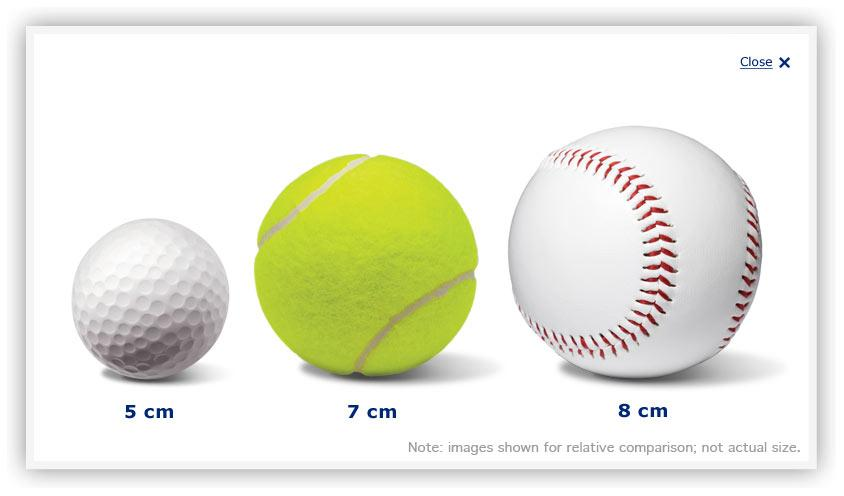 Close ×
5 cm
7 cm
8 cm
Note: images shown for relative comparison; not actual size.